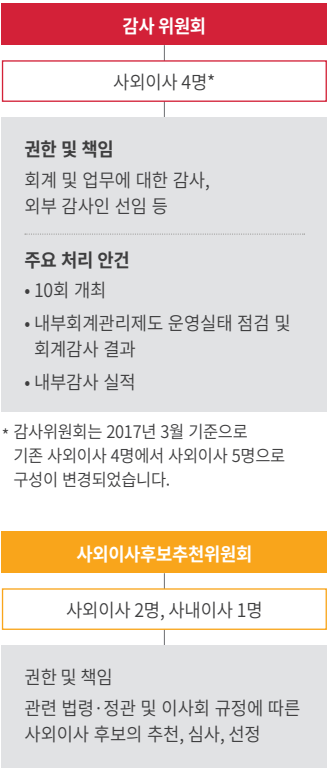 감사 위원회
사외이사 4명*
권한 및 책임
회계 및 업무에 대한 감사,
외부 감사인 선임 등
주요 처리 안건
• 10회 개최
• 내부회계관리제도 운영실태 점검 및
회계감사 결과
• 내부감사 실적
* 감사위원회는 2017년 3월 기준으로
기존 사외이사 4명에서 사외이사 5명으로
구성이 변경되었습니다.
사외이사후보추천위원회
사외이사 2명, 사내이사 1명
권한 및 책임
관련 법령·정관 및 이사회 규정에 따른
사외이사 후보의 추천, 심사, 선정